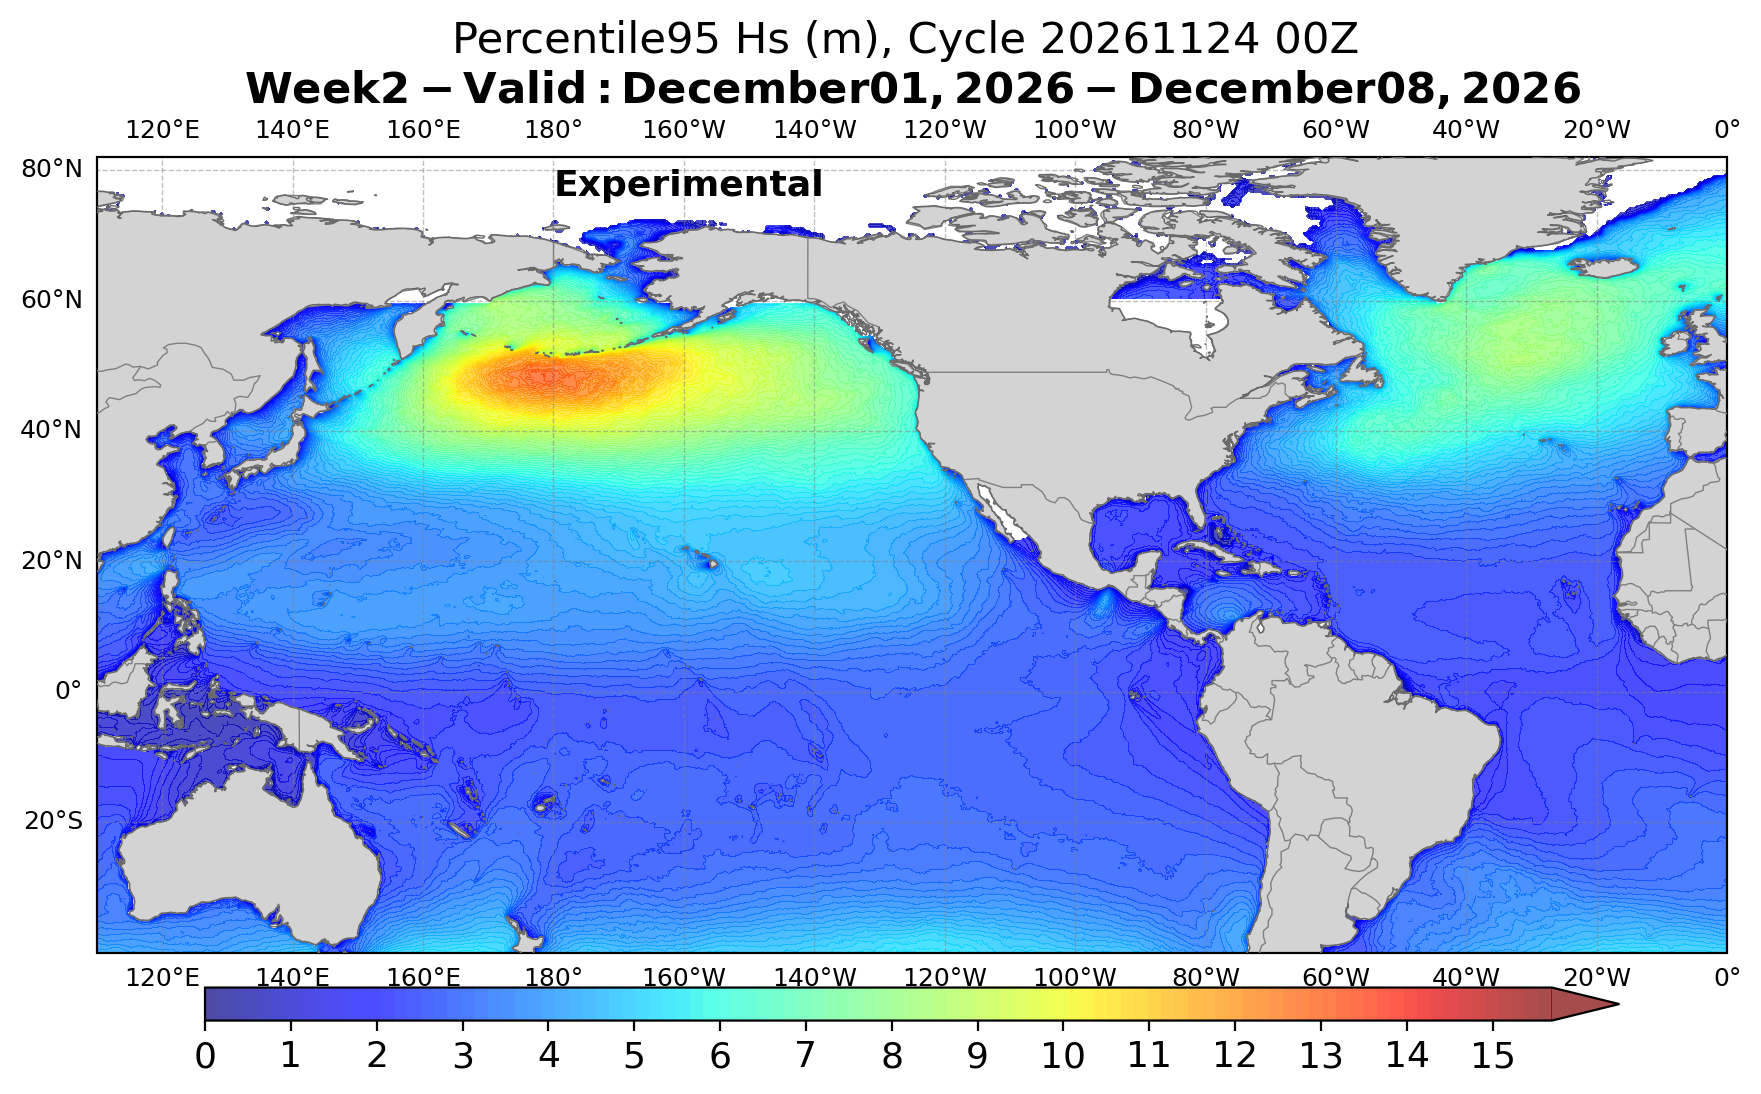 Percentile95 Hs (m), Cycle 20261124 00Z
Week2 − Valid : December01, 2026 − December08, 2026
120°E 140°E 160°E 180° 160°W 140°W 120°W 100°W 80°W 60°W 40°W 20°W 0°
80°N
Experimental
60°N
40°N
20°N
0°
20°S
120°E 140°E 160°E 180° 160°W 140°W 120°W 100°W 80°W 60°W 40°W 20°W 0°
0 1 2 3 4 5 6 7 8 9 10 11 12 13 14 15